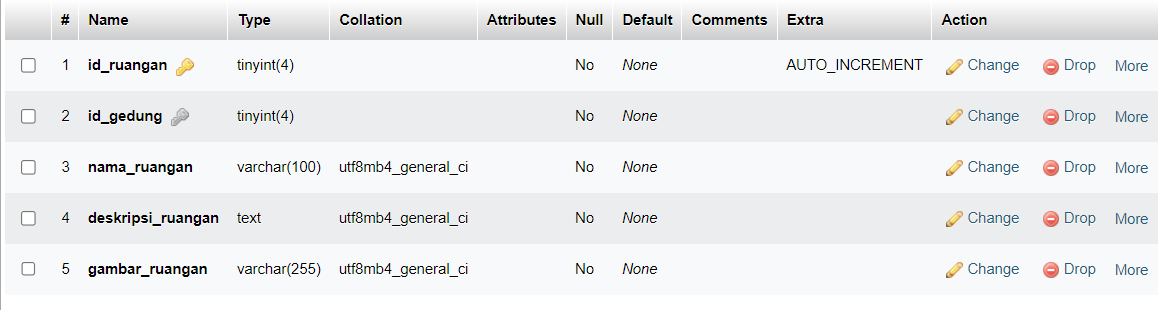 # Name Type Collation Attributes Null Default Comments Extra Action
1 id_ruangan tinyint(4) No None AUTO_INCREMENT Change Drop More
2 id_gedung tinyint(4) No None Change Drop More
3 nama_ruangan varchar(100) utf8mb4_general_ci No None Change Drop More
4 deskripsi_ruangan text utf8mb4_general_ci No None Change Drop More
5 gambar_ruangan varchar(255) utf8mb4_general_ci No None Change Drop More